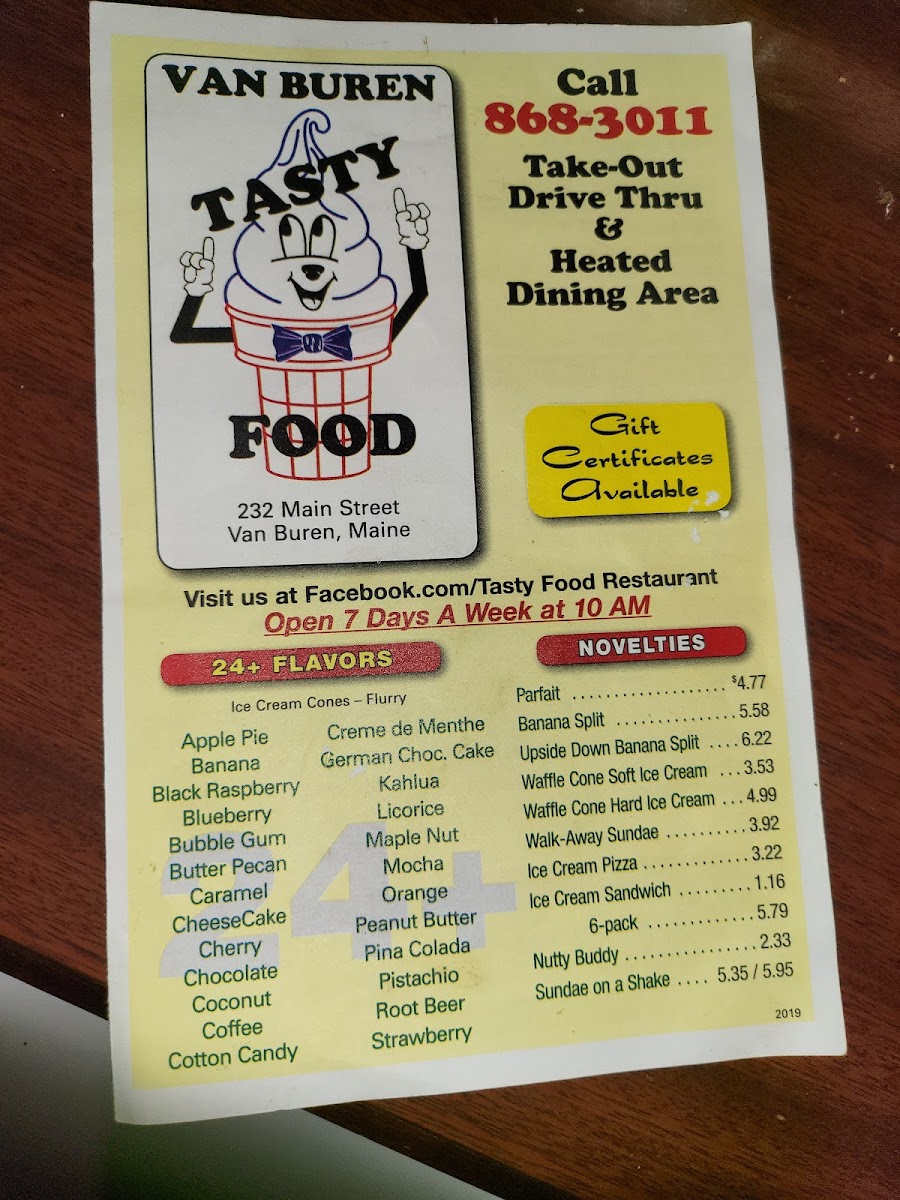 VAN BUREN
TASTY
FOOD
232 Main Street
Van Buren, Maine
Call
868-3011
Take-Out
Drive Thru
&
Heated
Dining Area
Gift
Certificates
Available
Visit us at Facebook.com/Tasty Food Restaurant
Open 7 Days A Week at 10 AM
24+ FLAVORS
Ice Cream Cones – Flurry
24+
Apple Pie
Banana
Black Raspberry
Blueberry
Bubble Gum
Butter Pecan
Caramel
CheeseCake
Cherry
Chocolate
Coconut
Coffee
Cotton Candy
Creme de Menthe
German Choc. Cake
Kahlua
Licorice
Maple Nut
Mocha
Orange
Peanut Butter
Pina Colada
Pistachio
Root Beer
Strawberry
NOVELTIES
Parfait .................... $4.77
Banana Split ............... 5.58
Upside Down Banana Split .... 6.22
Waffle Cone Soft Ice Cream ... 3.53
Waffle Cone Hard Ice Cream ... 4.99
Walk-Away Sundae .......... 3.92
Ice Cream Pizza ............. 3.22
Ice Cream Sandwich ......... 1.16
6-pack ............. 5.79
Nutty Buddy ................ 2.33
Sundae on a Shake .... 5.35 / 5.95
2019